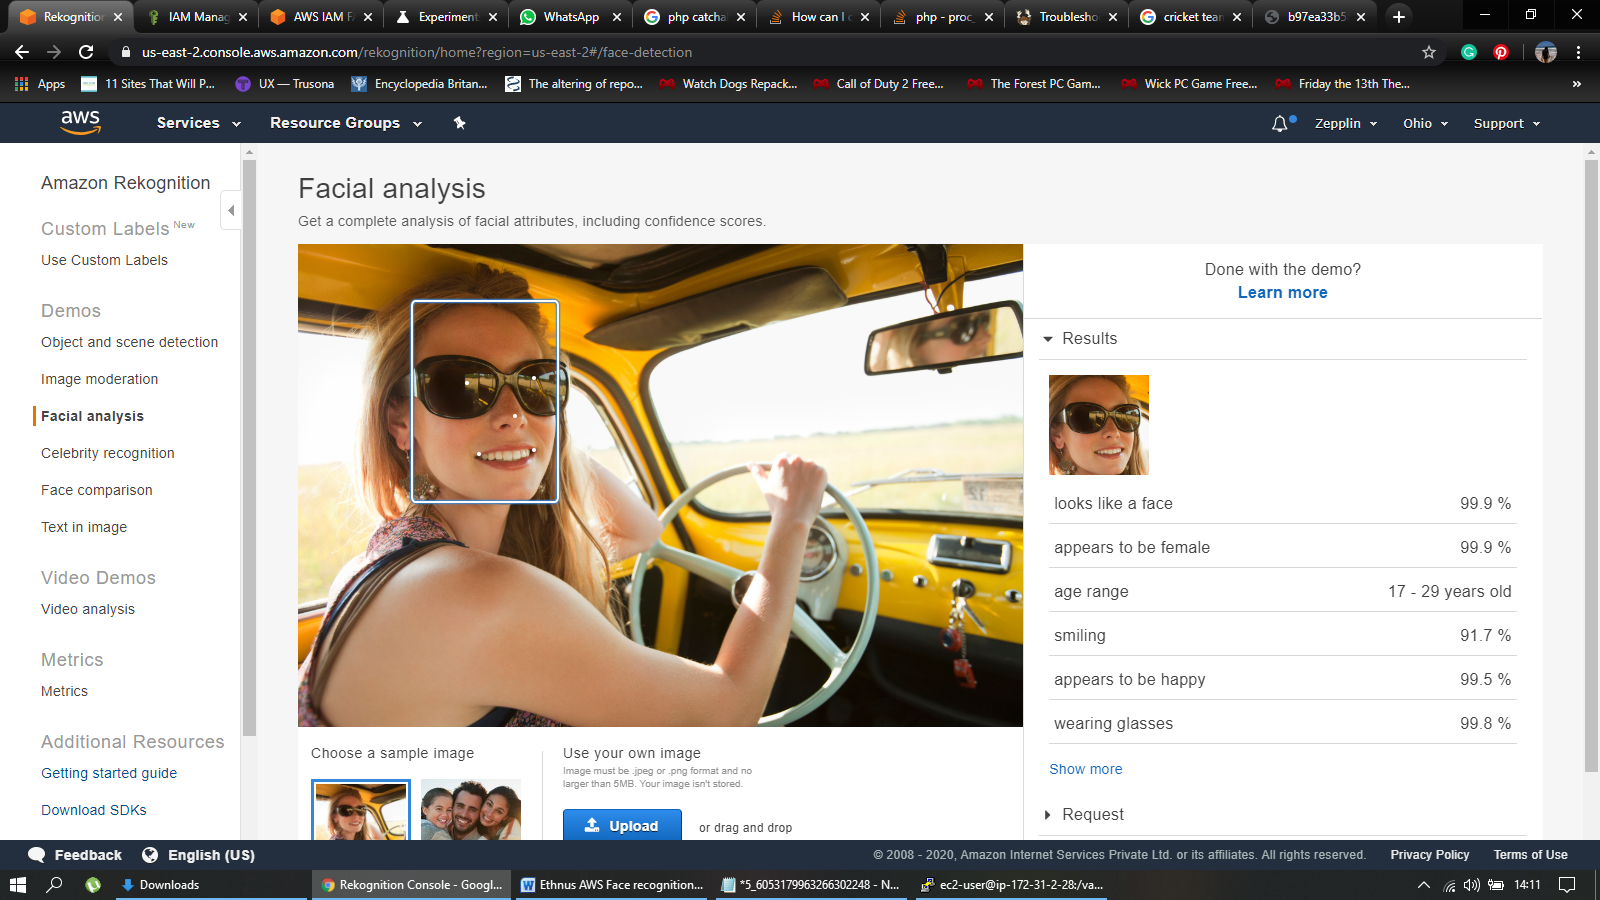 Rekognition
IAM Manag
AWS IAM F
Experiment
WhatsApp
php catcha
How can I c
php - proc_
Troublesho
cricket tean
b97ea33b5
us-east-2.console.aws.amazon.com/rekognition/home?region=us-east-2#/face-detection
Apps
11 Sites That Will P...
UX — Trusona
Encyclopedia Britan...
The altering of repo...
Watch Dogs Repack...
Call of Duty 2 Free...
The Forest PC Gam...
Wick PC Game Free...
Friday the 13th The...
»
aws
Services
Resource Groups
Zepplin
Ohio
Support
Amazon Rekognition
Custom Labels New
Use Custom Labels
Demos
Object and scene detection
Image moderation
Facial analysis
Celebrity recognition
Face comparison
Text in image
Video Demos
Video analysis
Metrics
Metrics
Additional Resources
Getting started guide
Download SDKs
Facial analysis
Get a complete analysis of facial attributes, including confidence scores.
Choose a sample image
Use your own image
Image must be .jpeg or .png format and no
larger than 5MB. Your image isn't stored.
Upload
or drag and drop
Done with the demo?
Learn more
Results
looks like a face 99.9 %
appears to be female 99.9 %
age range 17 - 29 years old
smiling 91.7 %
appears to be happy 99.5 %
wearing glasses 99.8 %
Show more
Request
Feedback
English (US)
© 2008 - 2020, Amazon Internet Services Private Ltd. or its affiliates. All rights reserved.
Privacy Policy
Terms of Use
Downloads
Rekognition Console - Googl...
Ethnus AWS Face recognition...
*5_6053179963266302248 - N...
ec2-user@ip-172-31-2-28:/va...
14:11